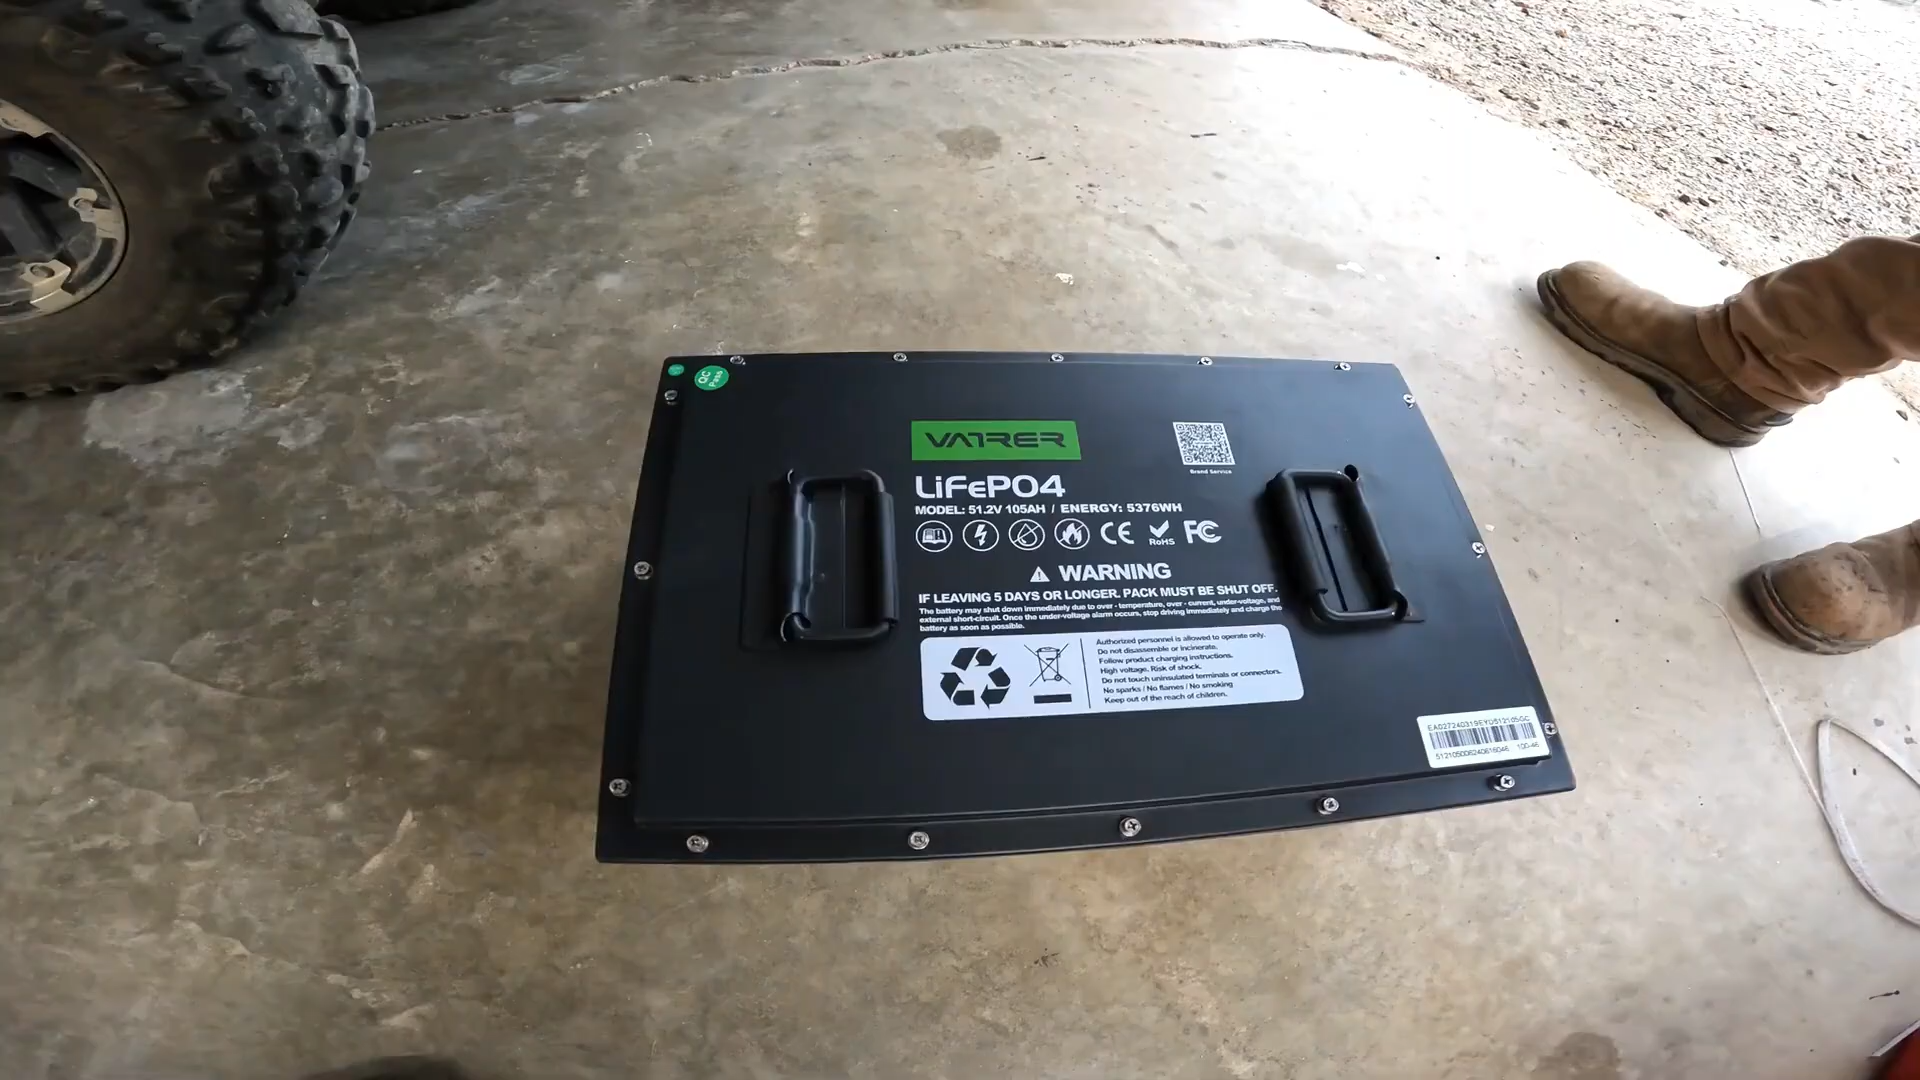 QC
Pass
VATRER
Brand Service
LiFePO4
MODEL: 51.2V 105AH / ENERGY: 5376WH
CE
RoHS
FC
WARNING
IF LEAVING 5 DAYS OR LONGER. PACK MUST BE SHUT OFF.
The battery may shut down immediately due to over - temperature, over - current, under-voltage, and
external short-circuit. Once the under-voltage alarm occurs, stop driving immediately and charge the
battery as soon as possible.
Authorized personnel is allowed to operate only.
Do not disassemble or incinerate.
Follow product charging instructions.
High voltage. Risk of shock.
Do not touch uninsulated terminals or connectors.
No sparks / No flames / No smoking
Keep out of the reach of children.
100-46